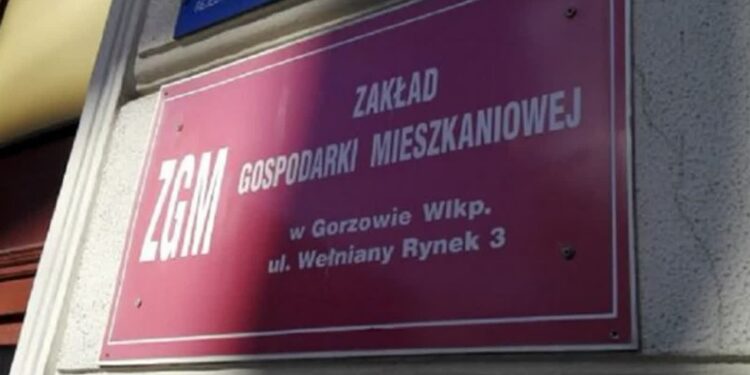 ZGM
ZAKŁAD
GOSPODARKI MIESZKANIOWEJ
w Gorzowie Wlkp.
ul. Wełniany Rynek 3